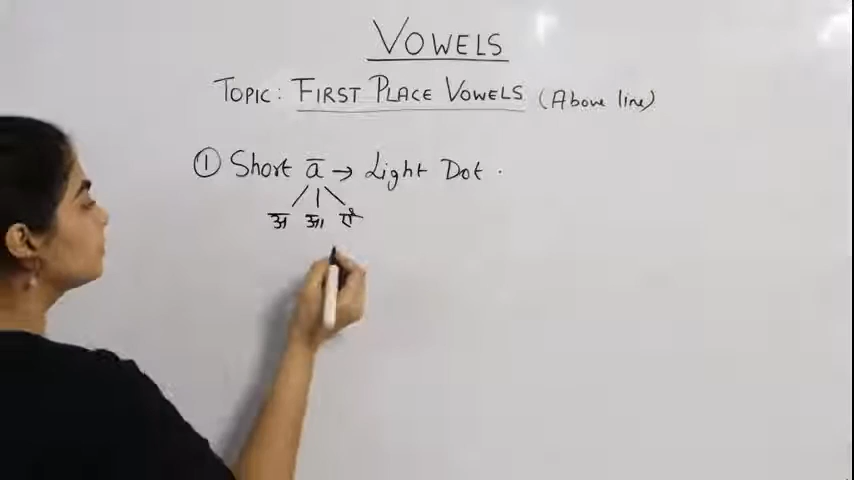 VOWELS
TOPIC: FIRST PLACE VOWELS (Above line)
① Short ā → Light Dot .
अ आ ऐ